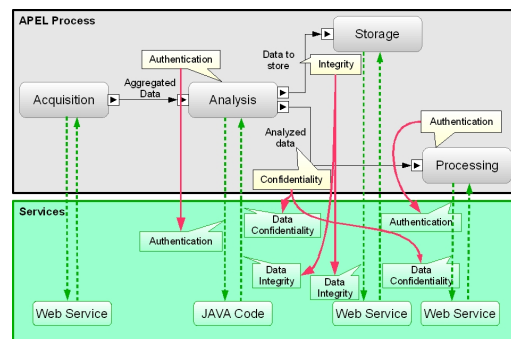 APEL Process
Storage
Authentication
Data to
store
Integrity
Aggregated
Data
Acquisition
Analysis
Authentication
Analyzed
data
Confidentiality
Processing
Services
Data
Confidentiality
Authentication
Authentication
Data
Integrity
Data
Integrity
Data
Confidentiality
Web Service
JAVA Code
Web Service
Web Service